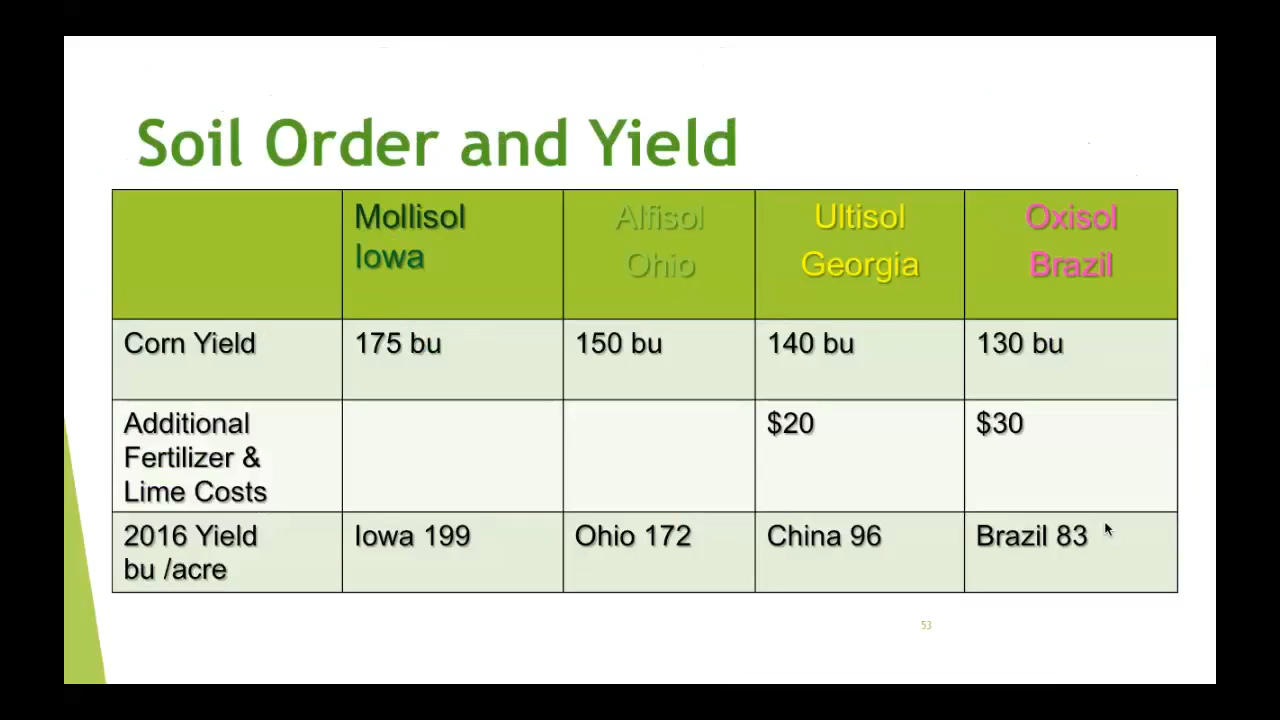 Soil Order and Yield
Mollisol
Iowa
Alfisol
Ohio
Ultisol
Georgia
Oxisol
Brazil
Corn Yield
175 bu
150 bu
140 bu
130 bu
Additional
Fertilizer &
Lime Costs
$20
$30
2016 Yield
bu /acre
Iowa 199
Ohio 172
China 96
Brazil 83
53